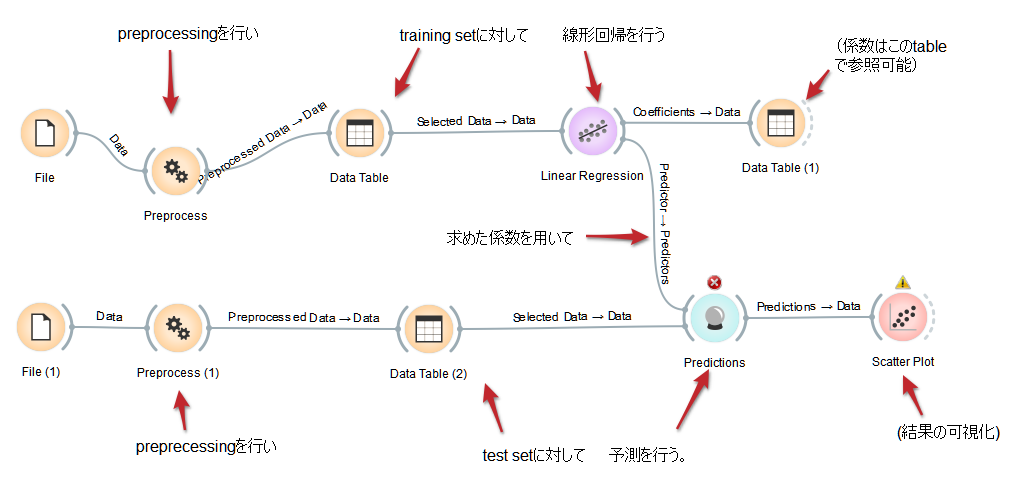 preprocessingを行い
training setに対して
線形回帰を行う
（係数はこのtable
で参照可能）
File
Data
Preprocess
Preprocessed Data → Data
Data Table
Selected Data → Data
Linear Regression
Coefficients → Data
Data Table (1)
求めた係数を用いて
Predictor → Predictors
File (1)
Data
Preprocess (1)
Preprocessed Data → Data
Data Table (2)
Selected Data → Data
Predictions
Predictions → Data
Scatter Plot
preprecessingを行い
test setに対して
予測を行う。
(結果の可視化)